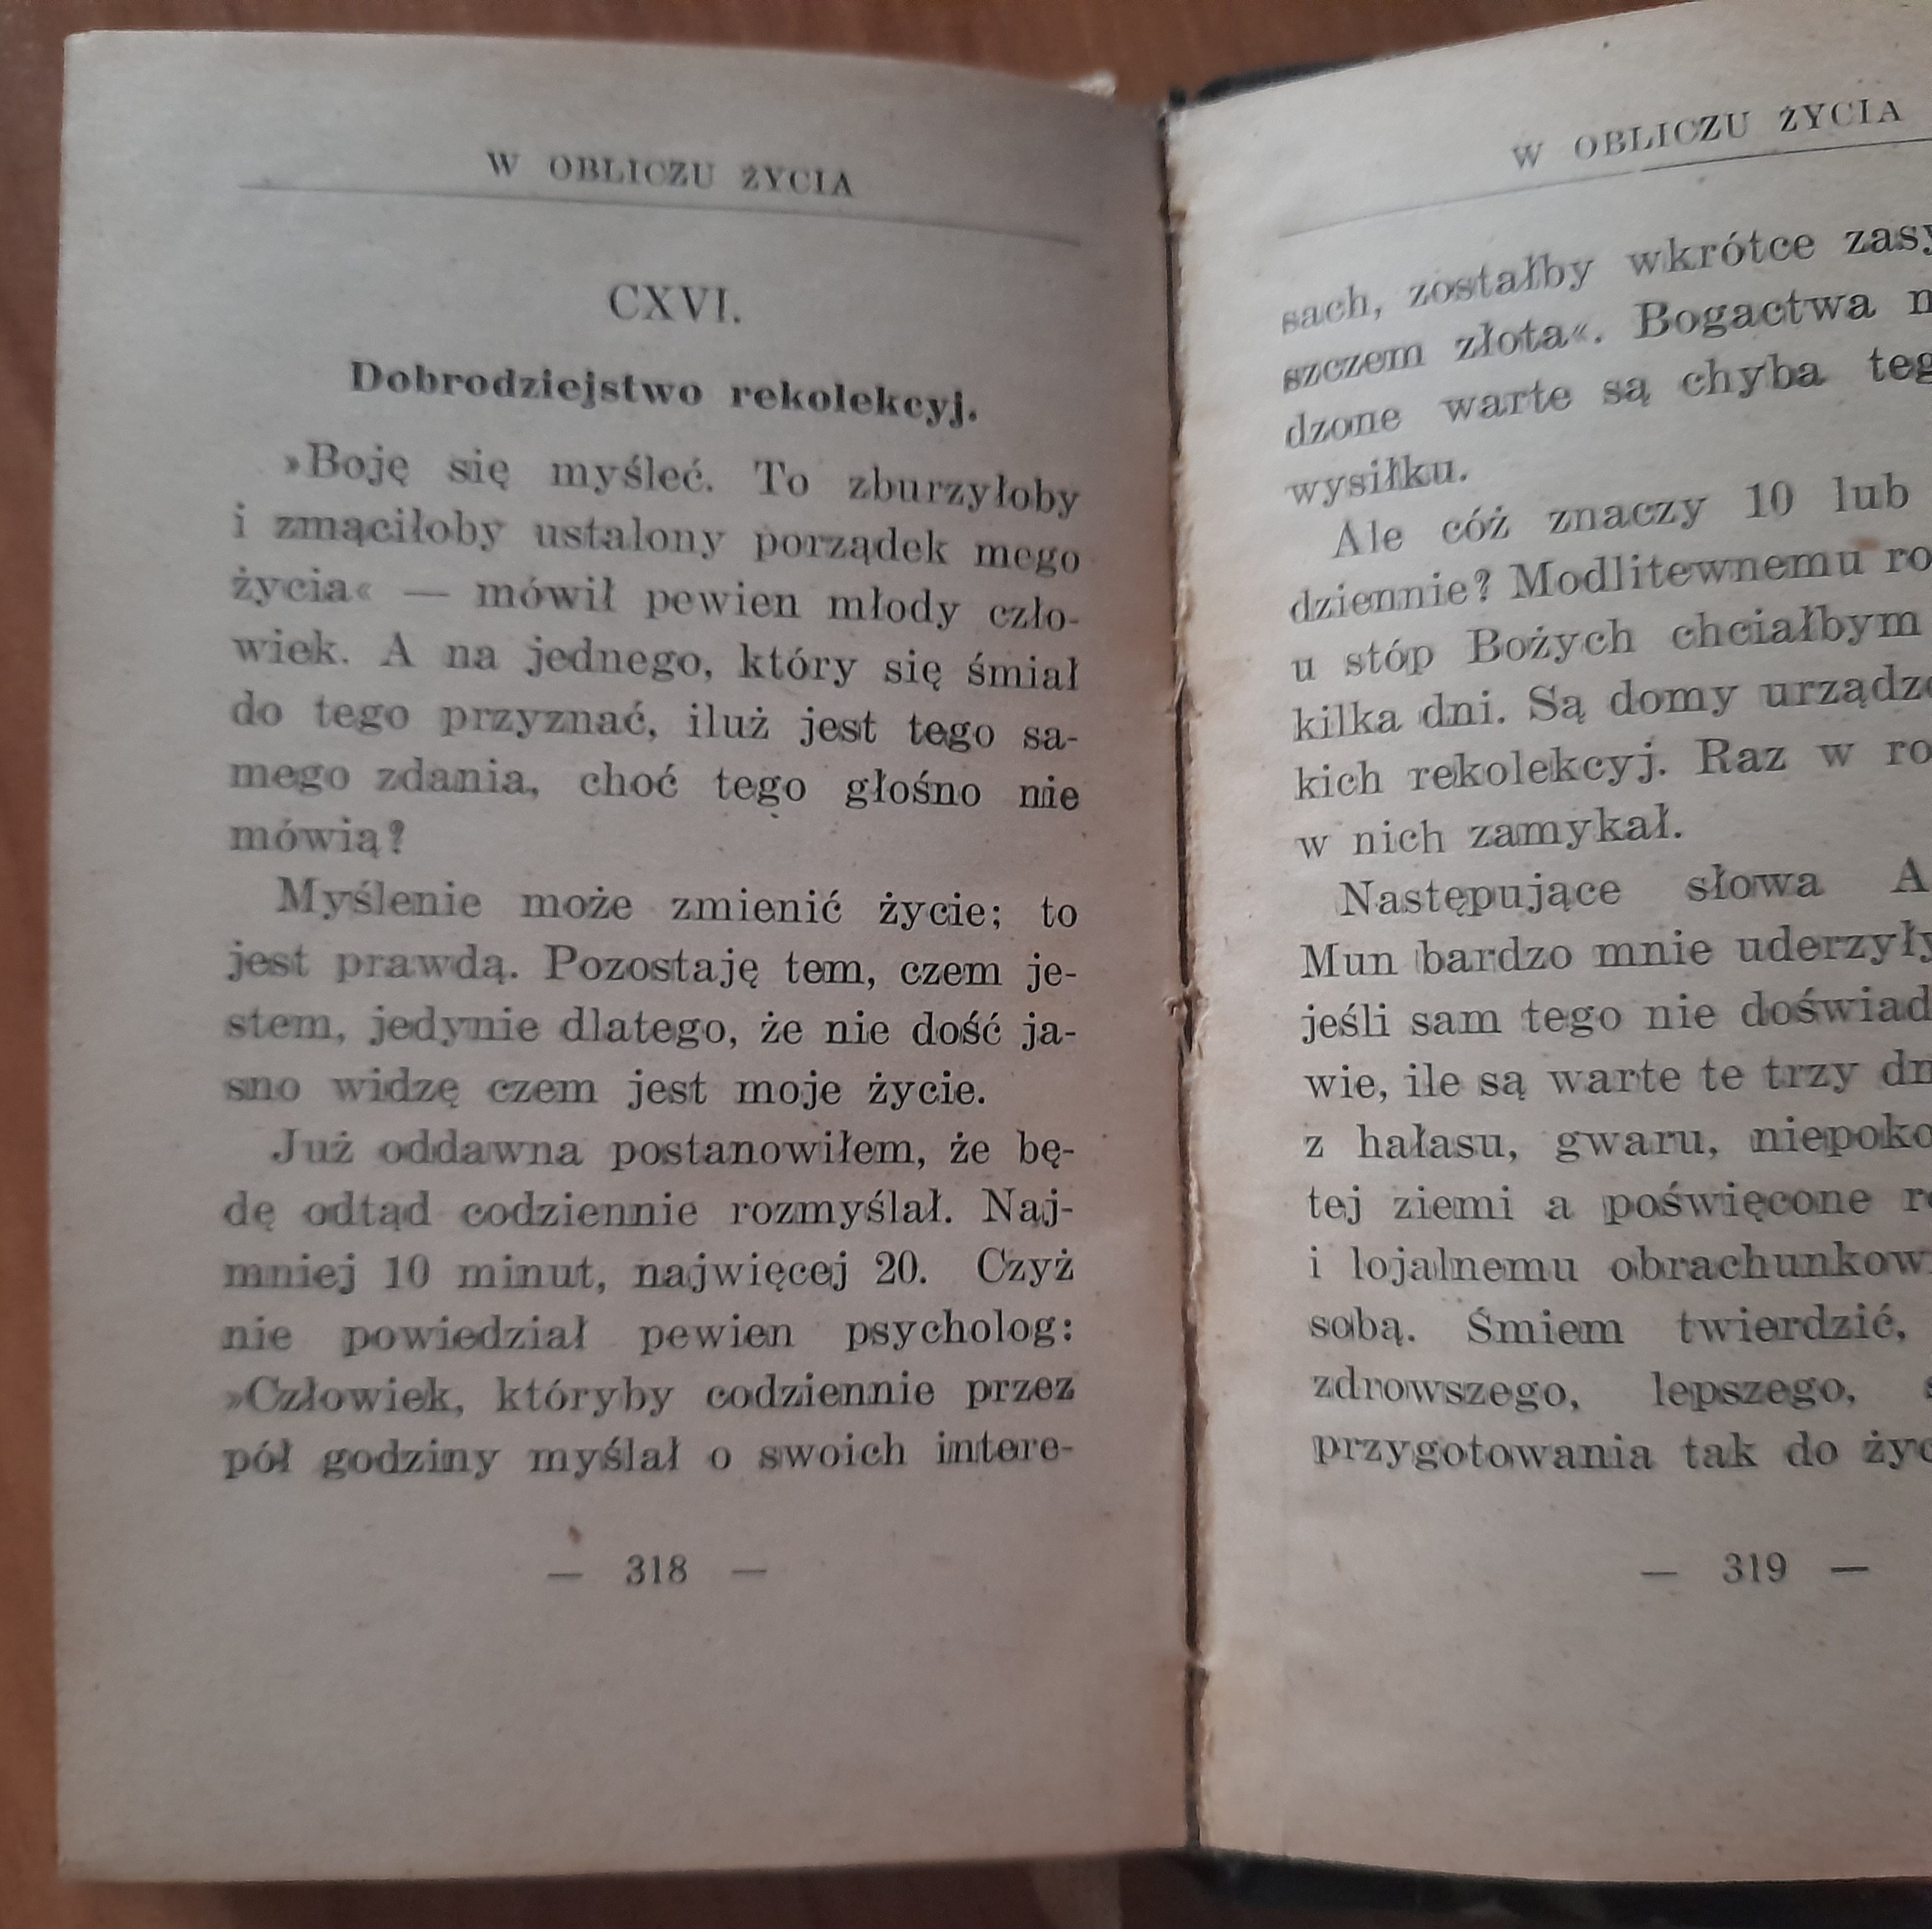 W OBLICZU ŻYCIA
CXVI.
Dobrodziejstwo rekolekcyj.
»Boję się myśleć. To zburzyłoby
i zmąciłoby ustalony porządek mego
życia« — mówił pewien młody czło-
wiek. A na jednego, który się śmiał
do tego przyznać, iluż jest tego sa-
mego zdania, choć tego głośno nie
mówią?
Myślenie może zmienić życie; to
jest prawdą. Pozostaję tem, czem je-
stem, jedynie dlatego, że nie dość ja-
sno widzę czem jest moje życie.
Już oddawna postanowiłem, że bę-
dę odtąd codziennie rozmyślał. Naj-
mniej 10 minut, najwięcej 20. Czyż
nie powiedział pewien psycholog:
»Człowiek, któryby codziennie przez
pół godziny myślał o swoich intere-
— 318 —
W OBLICZU ŻYCIA
sach, zostałby wkrótce
szczem złota«. Bogactwa
dzone warte są chyba
wysiłku.
Ale cóż znaczy 10 lub
dziennie? Modlitewnemu
u stóp Bożych chciałbym
kilka dni. Są domy
kich rekolekcyj. Raz w
w nich zamykał.
Następujące słowa
Mun bardzo mnie
jeśli sam tego nie
wie, ile są warte te trzy
z hałasu, gwaru,
tej ziemi a poświęcone
i lojalnemu
sobą. Śmiem twierdzić,
zdrowszego, lepszego,
przygotowania tak do
— 319 —